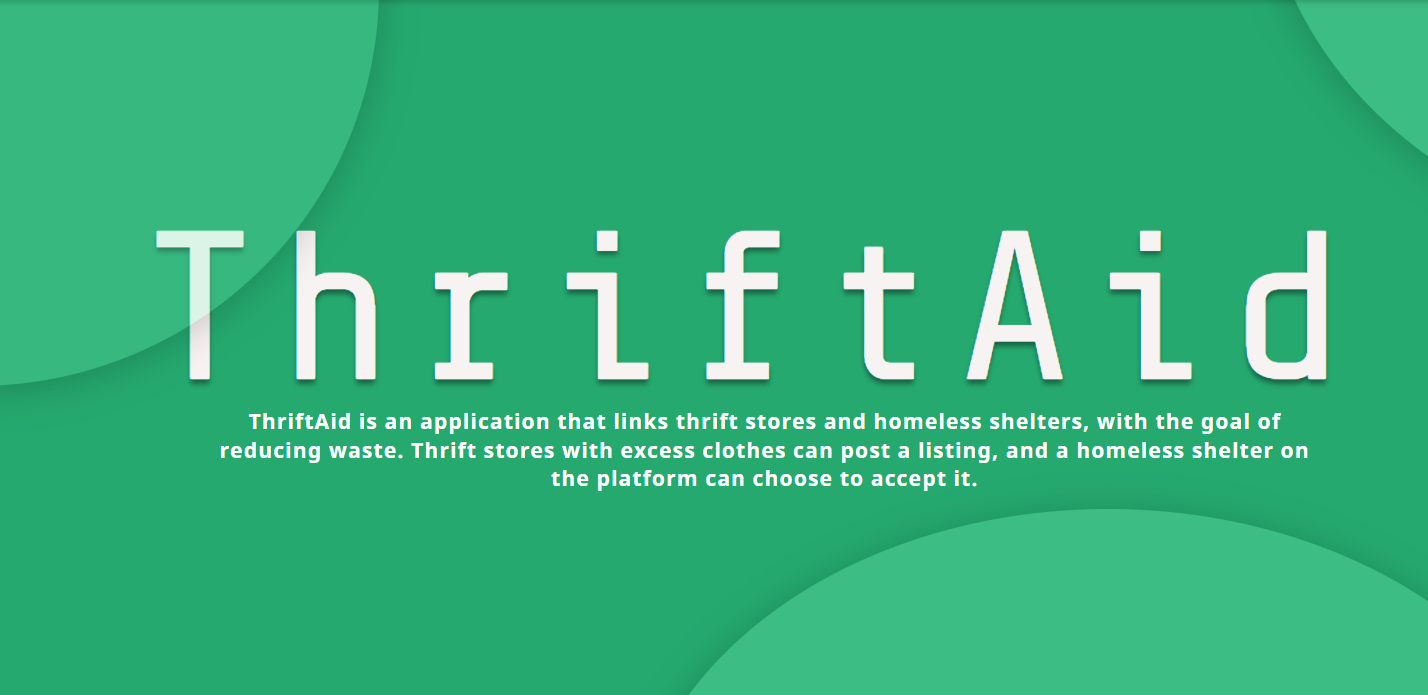 ThriftAid
ThriftAid is an application that links thrift stores and homeless shelters, with the goal of
reducing waste. Thrift stores with excess clothes can post a listing, and a homeless shelter on
the platform can choose to accept it.